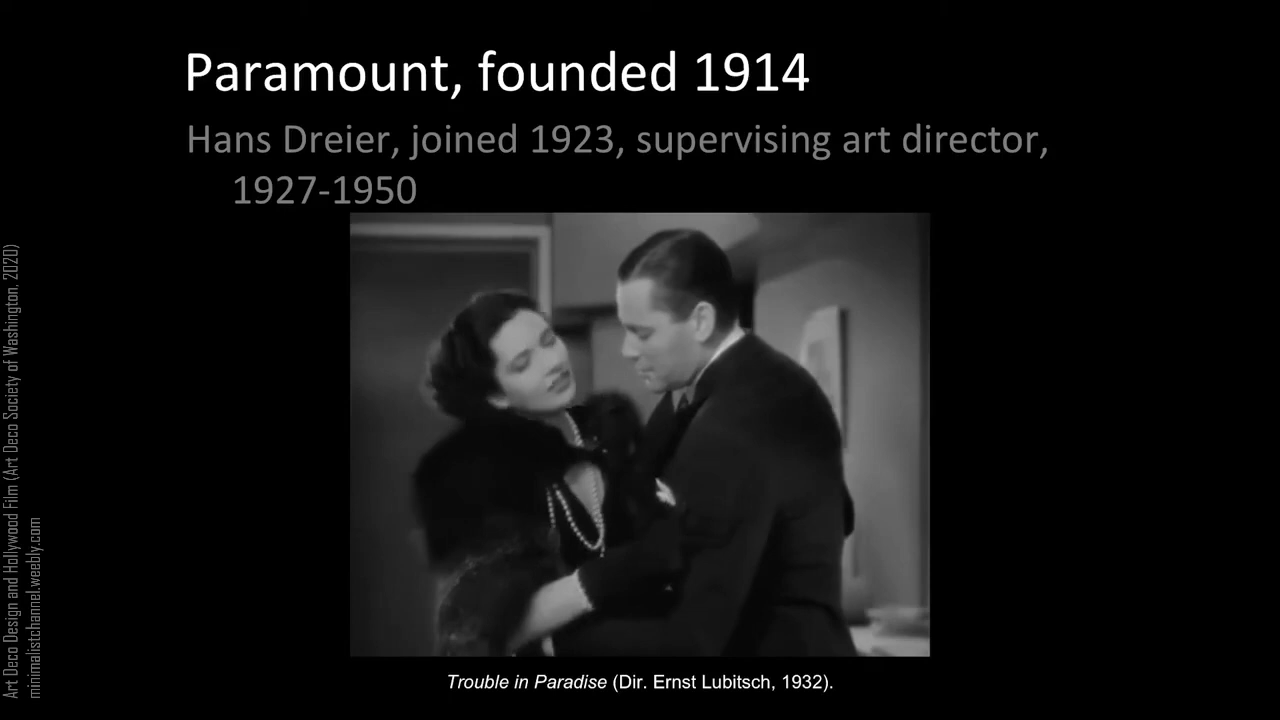 Paramount, founded 1914
Hans Dreier, joined 1923, supervising art director,
1927-1950
Trouble in Paradise (Dir. Ernst Lubitsch, 1932).
Art Deco Design and Hollywood Film (Art Deco Society of Washington, 2020)
minimalistchannel.weebly.com